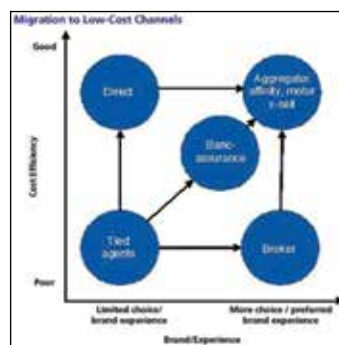 Migration to Low-Cost Channels
Good
Direct
Aggregator,
affinity, motor
x-sell
Banc-
assurance
Cost Efficiency
Tied
agents
Broker
Poor
Limited choice/
brand experience
More choice / preferred
brand experience
Brand/Experience